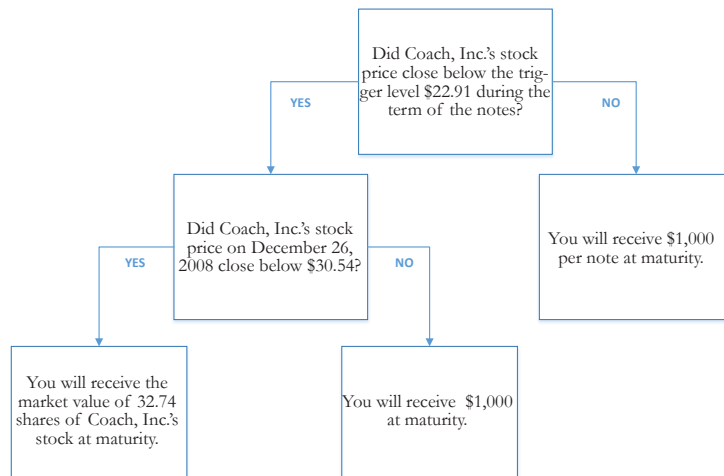 Did Coach, Inc.'s stock
price close below the trig-
ger level $22.91 during the
term of the notes?
YES
NO
Did Coach, Inc.'s stock
price on December 26,
2008 close below $30.54?
You will receive $1,000
per note at maturity.
YES
NO
You will receive the
market value of 32.74
shares of Coach, Inc.'s
stock at maturity.
You will receive $1,000
at maturity.